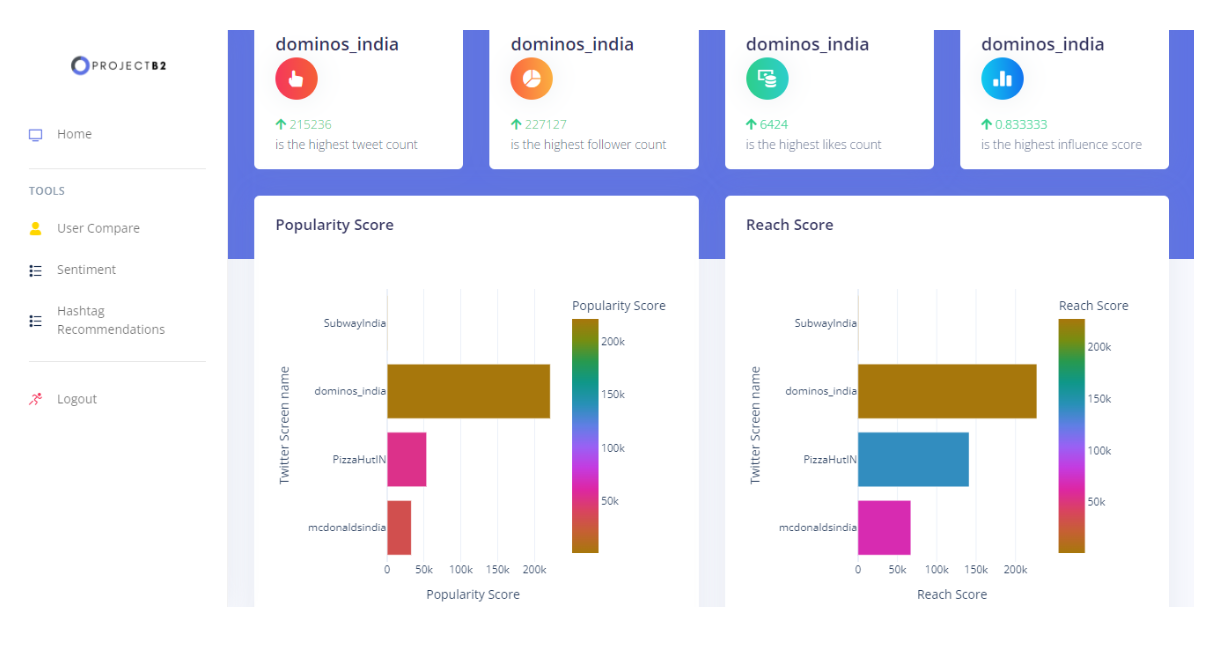 PROJECTB2
Home
TOOLS
User Compare
Sentiment
Hashtag
Recommendations
Logout
dominos_india
215236
is the highest tweet count
dominos_india
227127
is the highest follower count
dominos_india
6424
is the highest likes count
dominos_india
0.833333
is the highest influence score
Popularity Score
Popularity Score
200k
150k
100k
50k
Twitter Screen name
SubwayIndia
dominos_india
PizzaHutIN
mcdonaldsindia
0 50k 100k 150k 200k
Popularity Score
Reach Score
Reach Score
200k
150k
100k
50k
Twitter Screen name
SubwayIndia
dominos_india
PizzaHutIN
mcdonaldsindia
0 50k 100k 150k 200k
Reach Score